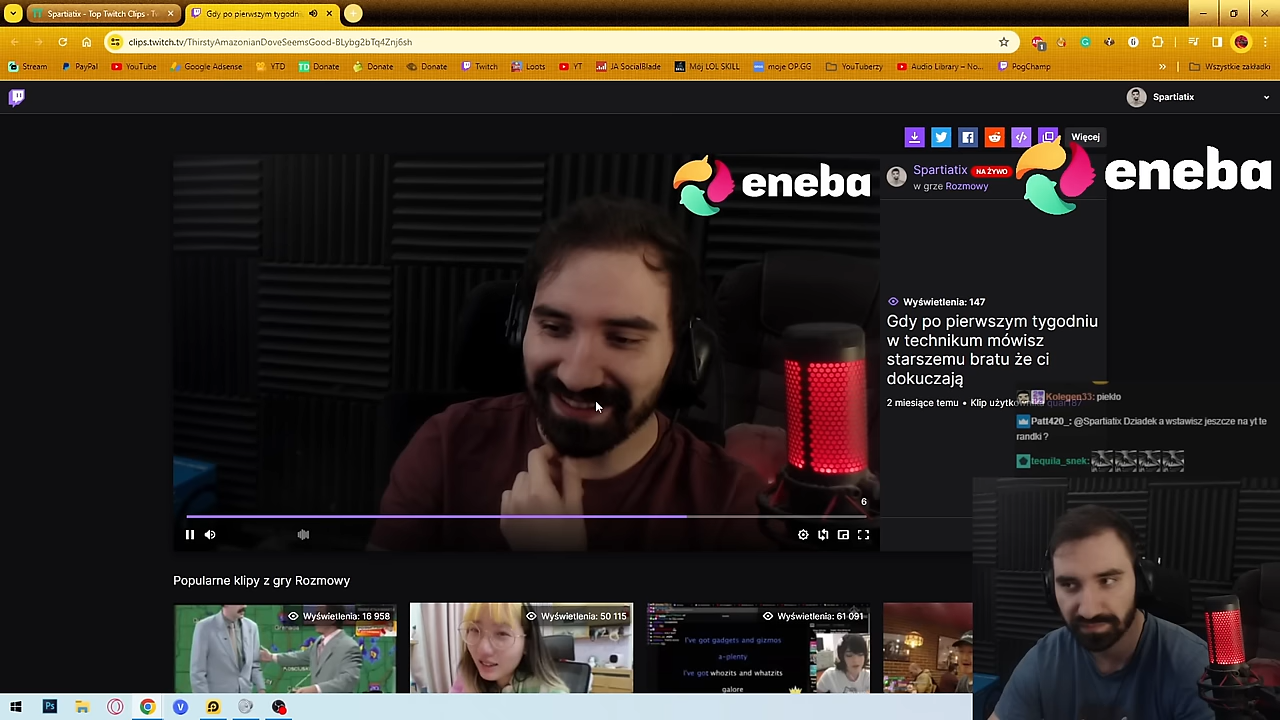 Spartiatix - Top Twitch Clips - T
Gdy po pierwszym tygodni
clips.twitch.tv/ThirstyAmazonianDoveSeemsGood-BLybg2bTq4Znj6sh
Stream
PayPal
YouTube
Google Adsense
YTD
Donate
Donate
Donate
Twitch
Loots
YT
JA SocialBlade
Mój LOL SKILL
moje OP.GG
YouTuberzy
Audio Library – No...
PogChamp
»
Wszystkie zakładki
Spartiatix
Więcej
eneba
Spartiatix NA ŻYWO
w grze Rozmowy
eneba
Wyświetlenia: 147
Gdy po pierwszym tygodniu
w technikum mówisz
starszemu bratu że ci
dokuczają
2 miesiące temu • Klip użytkownika quar187
Kolegen33: piekło
Patt420_: @Spartiatix Dziadek a wstawisz jeszcze na yt te
randki ?
tequila_snek:
6
Popularne klipy z gry Rozmowy
Wyświetlenia: 16 958
Wyświetlenia: 50 115
Wyświetlenia: 61 091
I've got gadgets and gizmos
a-plenty
I've got whozits and whatzits
galore